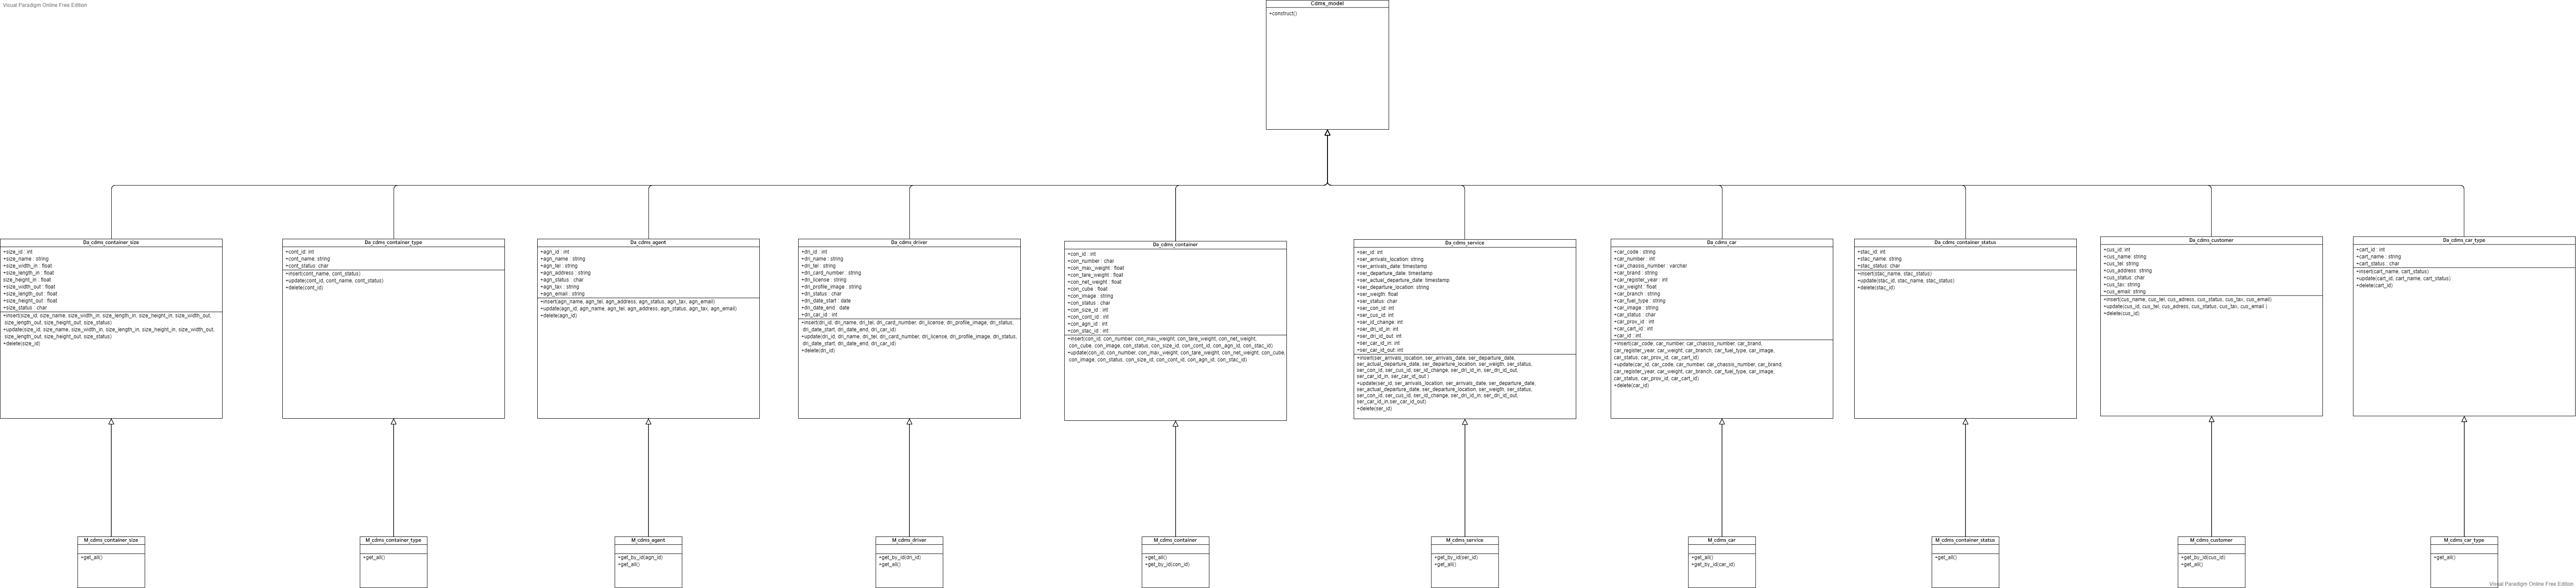 Visual Paradigm Online Free Edition
Cdms_model
+construct()
Da_cdms_container_size
+size_id : int
+size_name : string
+size_width_in : float
+size_length_in : float
size_height_in : float
+size_width_out : float
+size_length_out : float
+size_height_out : float
+size_status : char
+insert(size_id, size_name, size_width_in, size_length_in, size_height_in, size_width_out,
size_length_out, size_height_out, size_status)
+update(size_id, size_name, size_width_in, size_length_in, size_height_in, size_width_out,
size_length_out, size_height_out, size_status)
+delete(size_id)
Da_cdms_container_type
+cont_id: int
+cont_name: string
+cont_status: char
+insert(cont_name, cont_status)
+update(cont_id, cont_name, cont_status)
+delete(cont_id)
Da_cdms_agent
+agn_id : int
+agn_name : string
+agn_tel : string
+agn_address : string
+agn_status : char
+agn_tax : string
+agn_email : string
+insert(agn_name, agn_tel, agn_address, agn_status, agn_tax, agn_email)
+update(agn_id, agn_name, agn_tel, agn_address, agn_status, agn_tax, agn_email)
+delete(agn_id)
Da_cdms_driver
+dri_id : int
+dri_name : string
+dri_tel : string
+dri_card_number : string
+dri_license : string
+dri_profile_image : string
+dri_status : char
+dri_date_start : date
+dri_date_end : date
+dri_car_id : int
+insert(dri_id, dri_name, dri_tel, dri_card_number, dri_license, dri_profile_image, dri_status,
dri_date_start, dri_date_end, dri_car_id)
+update(dri_id, dri_name, dri_tel, dri_card_number, dri_license, dri_profile_image, dri_status,
dri_date_start, dri_date_end, dri_car_id)
+delete(dri_id)
Da_cdms_container
+con_id : int
+con_number : char
+con_max_weight : float
+con_tare_weight : float
+con_net_weight : float
+con_cube : float
+con_image : string
+con_status : char
+con_size_id : int
+con_cont_id : int
+con_agn_id : int
+con_stac_id : int
+insert(con_id, con_number, con_max_weight, con_tare_weight, con_net_weight,
con_cube, con_image, con_status, con_size_id, con_cont_id, con_agn_id, con_stac_id)
+update(con_id, con_number, con_max_weight, con_tare_weight, con_net_weight, con_cube,
con_image, con_status, con_size_id, con_cont_id, con_agn_id, con_stac_id)
Da_cdms_service
+ser_id: int
+ser_arrivals_location: string
+ser_arrivals_date: timestamp
+ser_departure_date: timestamp
+ser_actual_departure_date: timestamp
+ser_departure_location: string
+ser_weigth: float
+ser_status: char
+ser_con_id: int
+ser_cus_id: int
+ser_id_change: int
+ser_dri_id_in: int
+ser_dri_id_out: int
+ser_car_id_in: int
+ser_car_id_out: int
+insert(ser_arrivals_location, ser_arrivals_date, ser_departure_date,
ser_actual_departure_date, ser_departure_location, ser_weigth, ser_status,
ser_con_id, ser_cus_id, ser_id_change, ser_dri_id_in, ser_dri_id_out,
ser_car_id_in, ser_car_id_out )
+update(ser_id, ser_arrivals_location, ser_arrivals_date, ser_departure_date,
ser_actual_departure_date, ser_departure_location, ser_weigth, ser_status,
ser_con_id, ser_cus_id, ser_id_change, ser_dri_id_in, ser_dri_id_out,
ser_car_id_in,ser_car_id_out)
+delete(ser_id)
Da_cdms_car
+car_code : string
+car_number : int
+car_chassis_number : varchar
+car_brand : string
+car_register_year : int
+car_weight : float
+car_branch : string
+car_fuel_type : string
+car_image : string
+car_status : char
+car_prov_id : int
+car_cart_id : int
+car_id : int
+insert(car_code, car_number. car_chassis_number, car_brand,
car_register_year, car_weight, car_branch, car_fuel_type, car_image,
car_status, car_prov_id, car_cart_id)
+update(car_id, car_code, car_number, car_chassis_number, car_brand,
car_register_year, car_weight, car_branch, car_fuel_type, car_image,
car_status, car_prov_id, car_cart_id)
+delete(car_id)
Da_cdms_container_status
+stac_id: int
+stac_name: string
+stac_status: char
+insert(stac_name, stac_status)
+update(stac_id, stac_name, stac_status)
+delete(stac_id)
Da_cdms_customer
+cus_id: int
+cus_name: string
+cus_tel: string
+cus_address: string
+cus_status: char
+cus_tax: string
+cus_email: string
+insert(cus_name, cus_tel, cus_adress, cus_status, cus_tax, cus_email)
+update(cus_id, cus_tel, cus_adress, cus_status, cus_tax, cus_email )
+delete(cus_id)
Da_cdms_car_type
+cart_id : int
+cart_name : string
+cart_status : char
+insert(cart_name, cart_status)
+update(cart_id, cart_name, cart_status)
+delete(cart_id)
M_cdms_container_size
+get_all()
M_cdms_container_type
+get_all()
M_cdms_agent
+get_by_id(agn_id)
+get_all()
M_cdms_driver
+get_by_id(dri_id)
+get_all()
M_cdms_container
+get_all()
+get_by_id(con_id)
M_cdms_service
+get_by_id(ser_id)
+get_all()
M_cdms_car
+get_all()
+get_by_id(car_id)
M_cdms_container_status
+get_all()
M_cdms_customer
+get_by_id(cus_id)
+get_all()
M_cdms_car_type
+get_all()
Visual Paradigm Online Free Edition